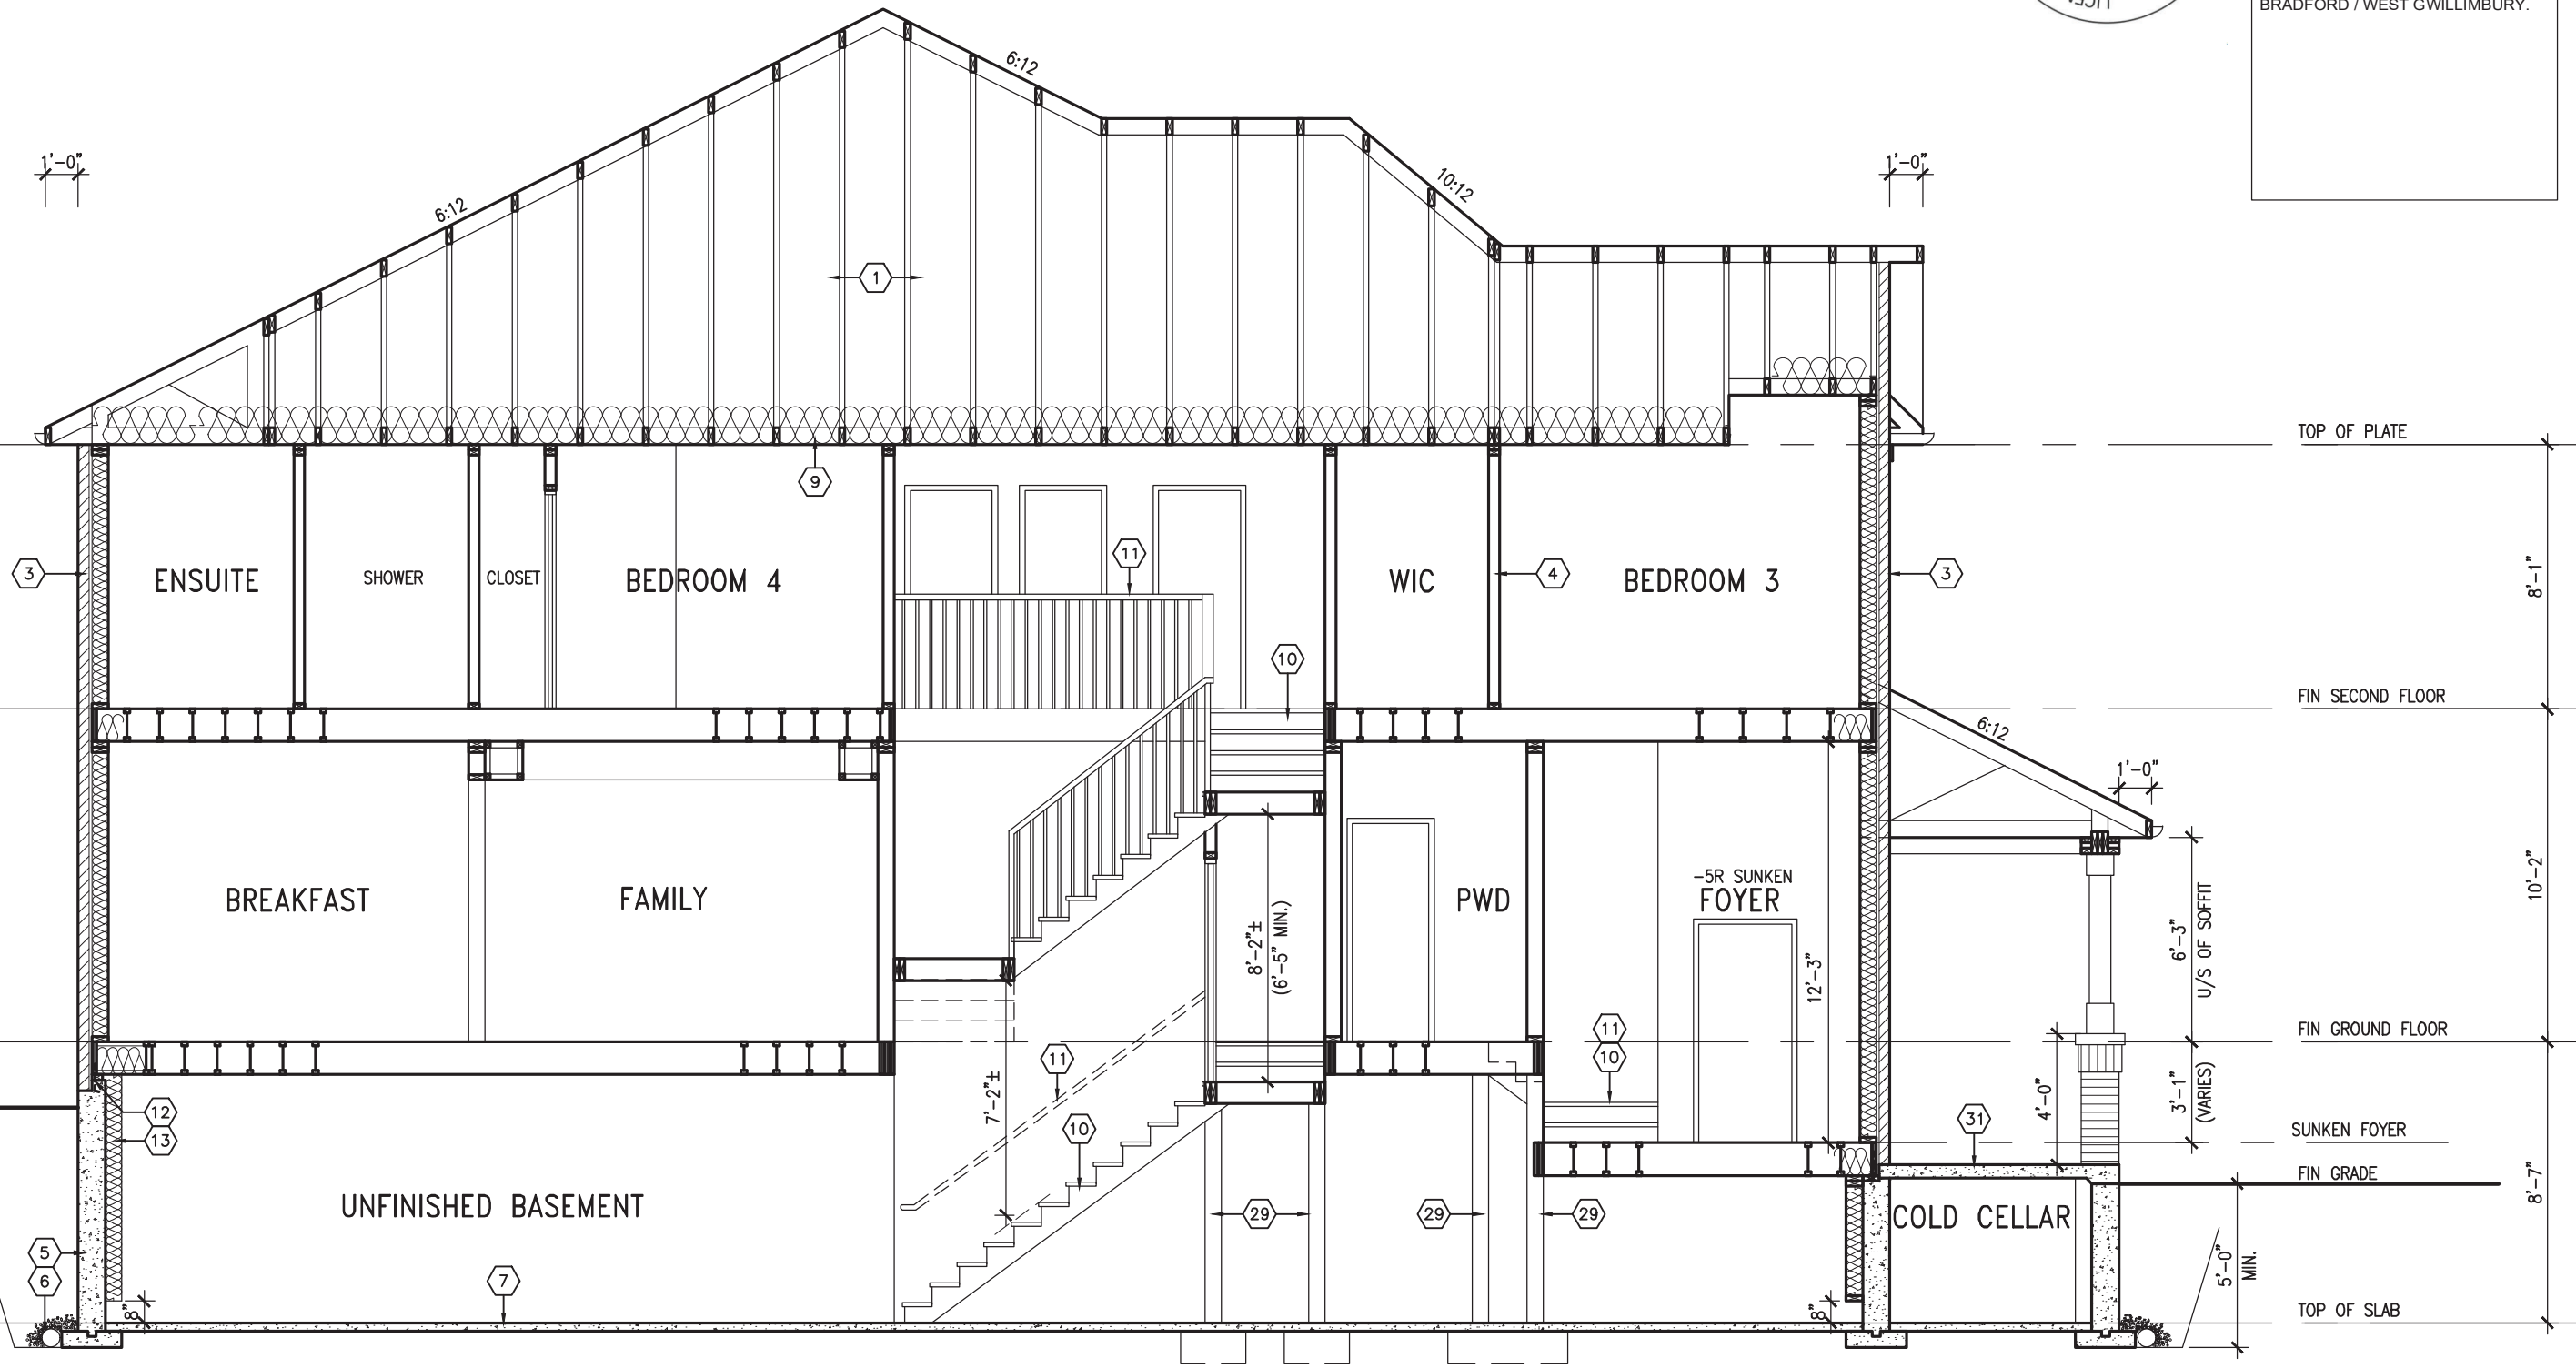 BRADFORD / WEST GWILLIMBURY.
6:12
1'-0"
1'-0"
10:12
6:12
1
TOP OF PLATE
9
11
3
ENSUITE
SHOWER
CLOSET
BEDROOM 4
WIC
4
BEDROOM 3
3
8'-1"
10
FIN SECOND FLOOR
6:12
1'-0"
BREAKFAST
FAMILY
PWD
-5R SUNKEN
FOYER
10'-2"
8'-2"±
(6'-5" MIN.)
12'-3"
6'-3"
U/S OF SOFFIT
FIN GROUND FLOOR
11
11
10
7'-2"±
4'-0"
3'-1"
(VARIES)
12
13
10
31
SUNKEN FOYER
FIN GRADE
8'-7"
UNFINISHED BASEMENT
29
29
29
COLD CELLAR
5
6
7
5'-0"
MIN.
8"
8"
TOP OF SLAB